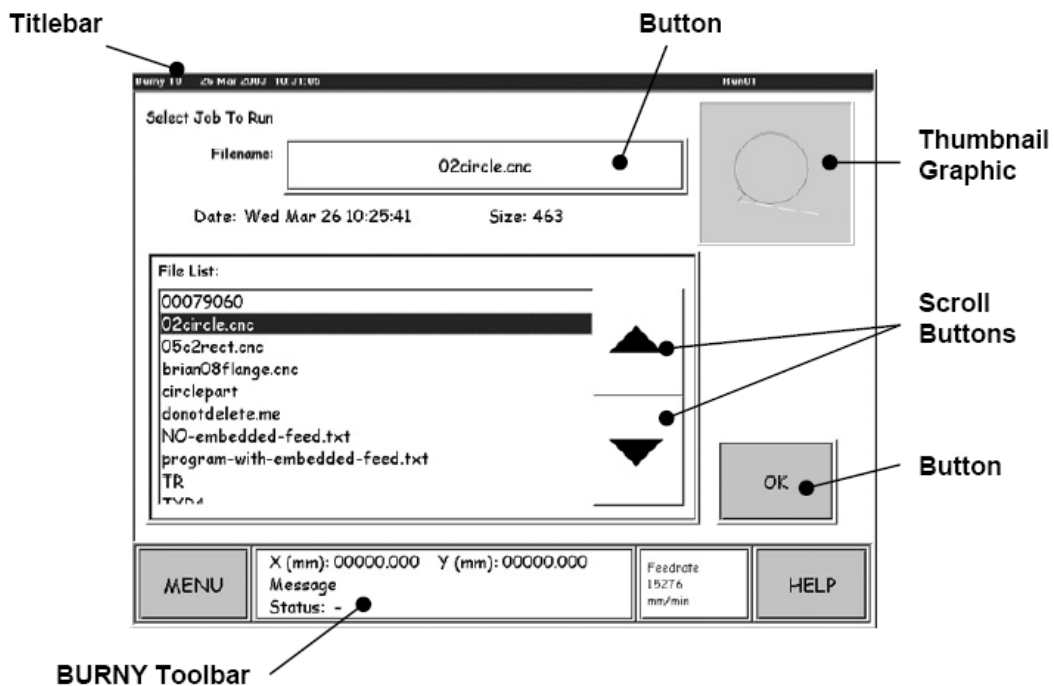 Titlebar
Button
Burny 10 26 Mar 2003 10:31:05 Run01
Select Job To Run
Filename:
02circle.cnc
Thumbnail
Graphic
Date: Wed Mar 26 10:25:41 Size: 463
File List:
00079060
02circle.cnc
05c2rect.cnc
brian08flange.cnc
circlepart
donotdelete.me
NO-embedded-feed.txt
program-with-embedded-feed.txt
TR
Scroll
Buttons
OK
Button
MENU
X (mm): 00000.000 Y (mm): 00000.000
Message
Status: -
Feedrate
15276
mm/min
HELP
BURNY Toolbar